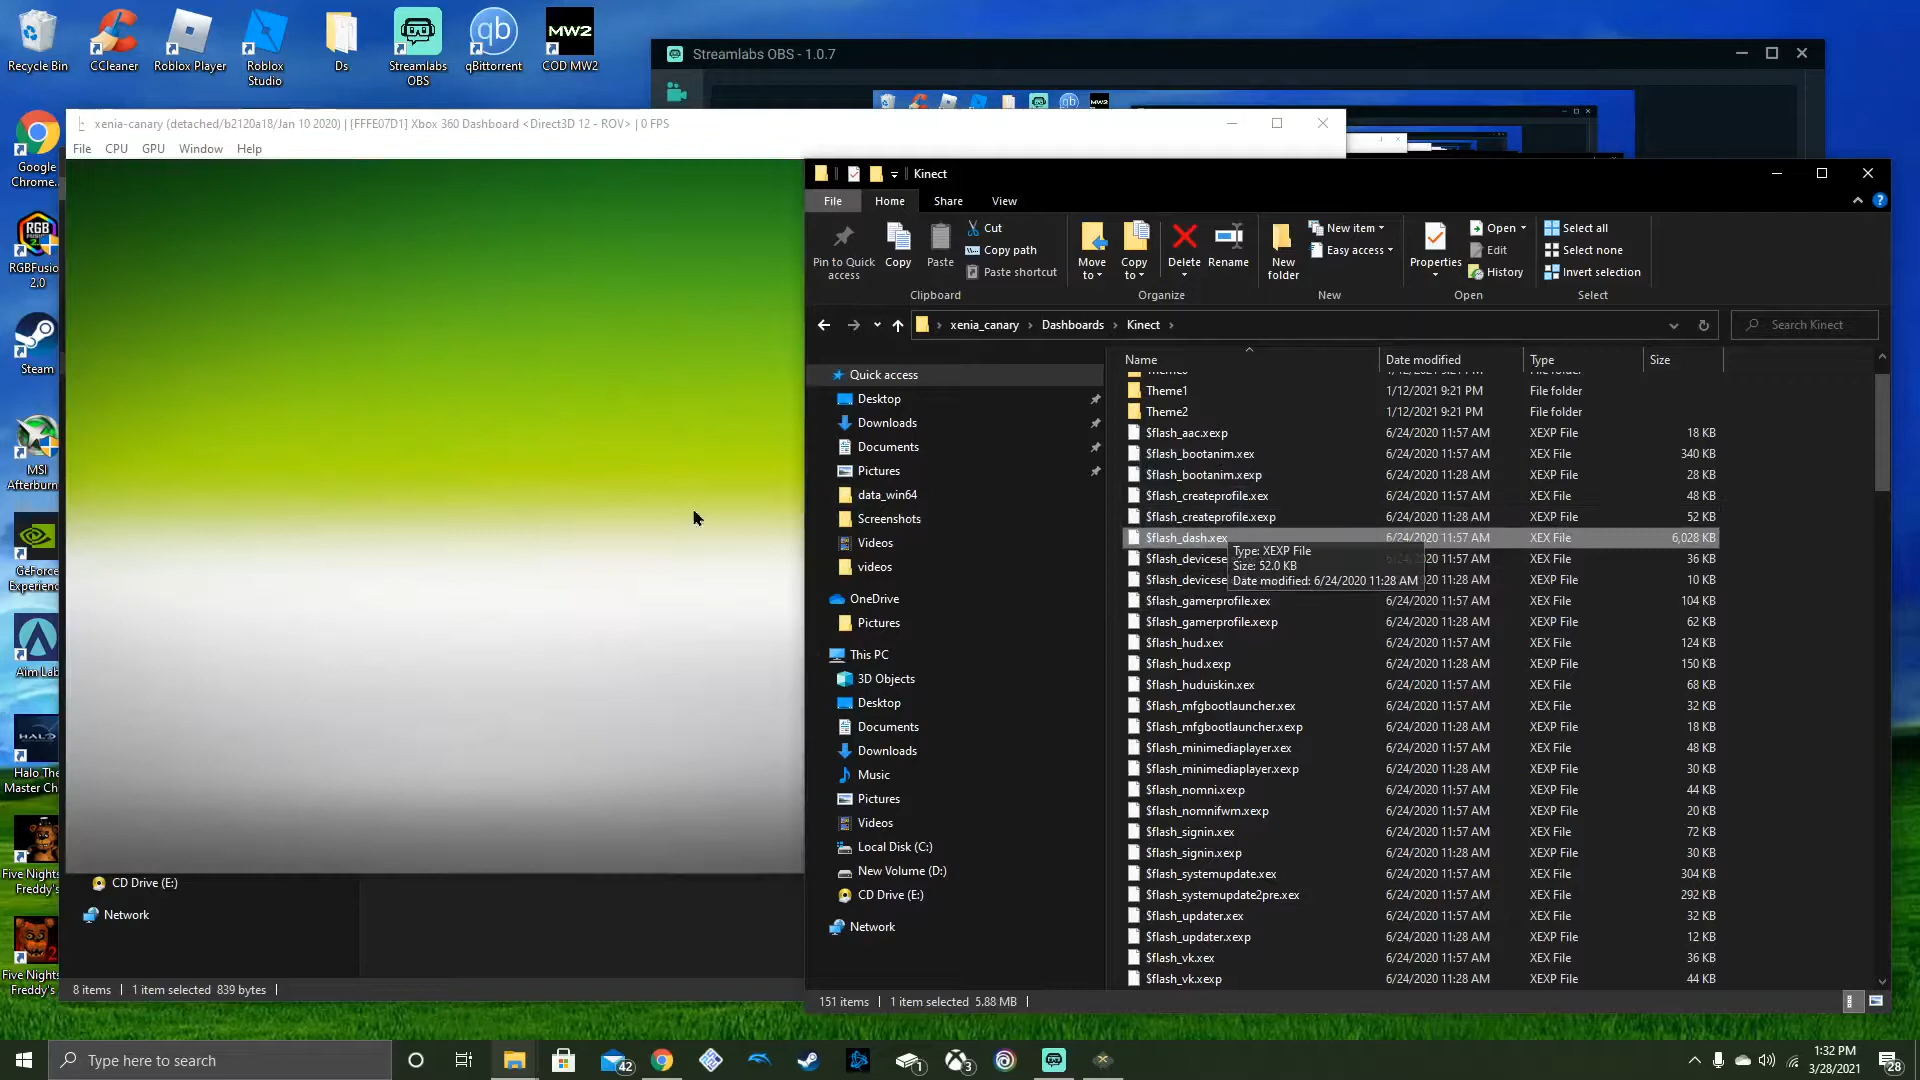 Recycle Bin
CCleaner
Roblox Player
Roblox
Studio
Ds
Streamlabs
OBS
qBittorrent
MW2
COD MW2
Streamlabs OBS - 1.0.7
Google
Chrome...
RGB
RGBFusion
2.0
Steam
MSI
Afterburn
GeForce
Experienc
Aim Lab
HALO
Halo The
Master Ch
Five Nights
Freddy's
Five Nights
Freddy's
xenia-canary (detached/b2120a18/Jan 10 2020) | [FFFE07D1] Xbox 360 Dashboard <Direct3D 12 - ROV> | 0 FPS
File CPU GPU Window Help
CD Drive (E:)
Network
8 items 1 item selected 839 bytes
Kinect
File Home Share View
Pin to Quick
access
Copy
Paste
Cut
Copy path
Paste shortcut
Clipboard
Move
to
Copy
to
Delete
Rename
Organize
New
folder
New item
Easy access
New
Properties
Open
Edit
History
Open
Select all
Select none
Invert selection
Select
xenia_canary › Dashboards › Kinect ›
Search Kinect
Quick access
Desktop
Downloads
Documents
Pictures
data_win64
Screenshots
Videos
videos
OneDrive
Pictures
This PC
3D Objects
Desktop
Documents
Downloads
Music
Pictures
Videos
Local Disk (C:)
New Volume (D:)
CD Drive (E:)
Network
Name Date modified Type Size
Theme1 1/12/2021 9:21 PM File folder
Theme2 1/12/2021 9:21 PM File folder
$flash_aac.xexp 6/24/2020 11:57 AM XEXP File 18 KB
$flash_bootanim.xex 6/24/2020 11:57 AM XEX File 340 KB
$flash_bootanim.xexp 6/24/2020 11:28 AM XEXP File 28 KB
$flash_createprofile.xex 6/24/2020 11:57 AM XEX File 48 KB
$flash_createprofile.xexp 6/24/2020 11:28 AM XEXP File 52 KB
$flash_dash.xex 6/24/2020 11:57 AM XEX File 6,028 KB
$flash_devicese 11:57 AM XEX File 36 KB
$flash_devicese 11:28 AM XEXP File 10 KB
Type: XEXP File
Size: 52.0 KB
Date modified: 6/24/2020 11:28 AM
$flash_gamerprofile.xex 6/24/2020 11:57 AM XEX File 104 KB
$flash_gamerprofile.xexp 6/24/2020 11:28 AM XEXP File 62 KB
$flash_hud.xex 6/24/2020 11:57 AM XEX File 124 KB
$flash_hud.xexp 6/24/2020 11:28 AM XEXP File 150 KB
$flash_huduiskin.xex 6/24/2020 11:57 AM XEX File 68 KB
$flash_mfgbootlauncher.xex 6/24/2020 11:57 AM XEX File 32 KB
$flash_mfgbootlauncher.xexp 6/24/2020 11:28 AM XEXP File 18 KB
$flash_minimediaplayer.xex 6/24/2020 11:57 AM XEX File 48 KB
$flash_minimediaplayer.xexp 6/24/2020 11:28 AM XEXP File 30 KB
$flash_nomni.xexp 6/24/2020 11:57 AM XEXP File 44 KB
$flash_nomnifwm.xexp 6/24/2020 11:57 AM XEXP File 20 KB
$flash_signin.xex 6/24/2020 11:57 AM XEX File 72 KB
$flash_signin.xexp 6/24/2020 11:28 AM XEXP File 30 KB
$flash_systemupdate.xex 6/24/2020 11:57 AM XEX File 304 KB
$flash_systemupdate2pre.xex 6/24/2020 11:57 AM XEX File 292 KB
$flash_updater.xex 6/24/2020 11:57 AM XEX File 32 KB
$flash_updater.xexp 6/24/2020 11:28 AM XEXP File 12 KB
$flash_vk.xex 6/24/2020 11:57 AM XEX File 36 KB
$flash_vk.xexp 6/24/2020 11:28 AM XEXP File 44 KB
151 items 1 item selected 5.88 MB
Type here to search
42
1
3
1:32 PM
3/28/2021
28